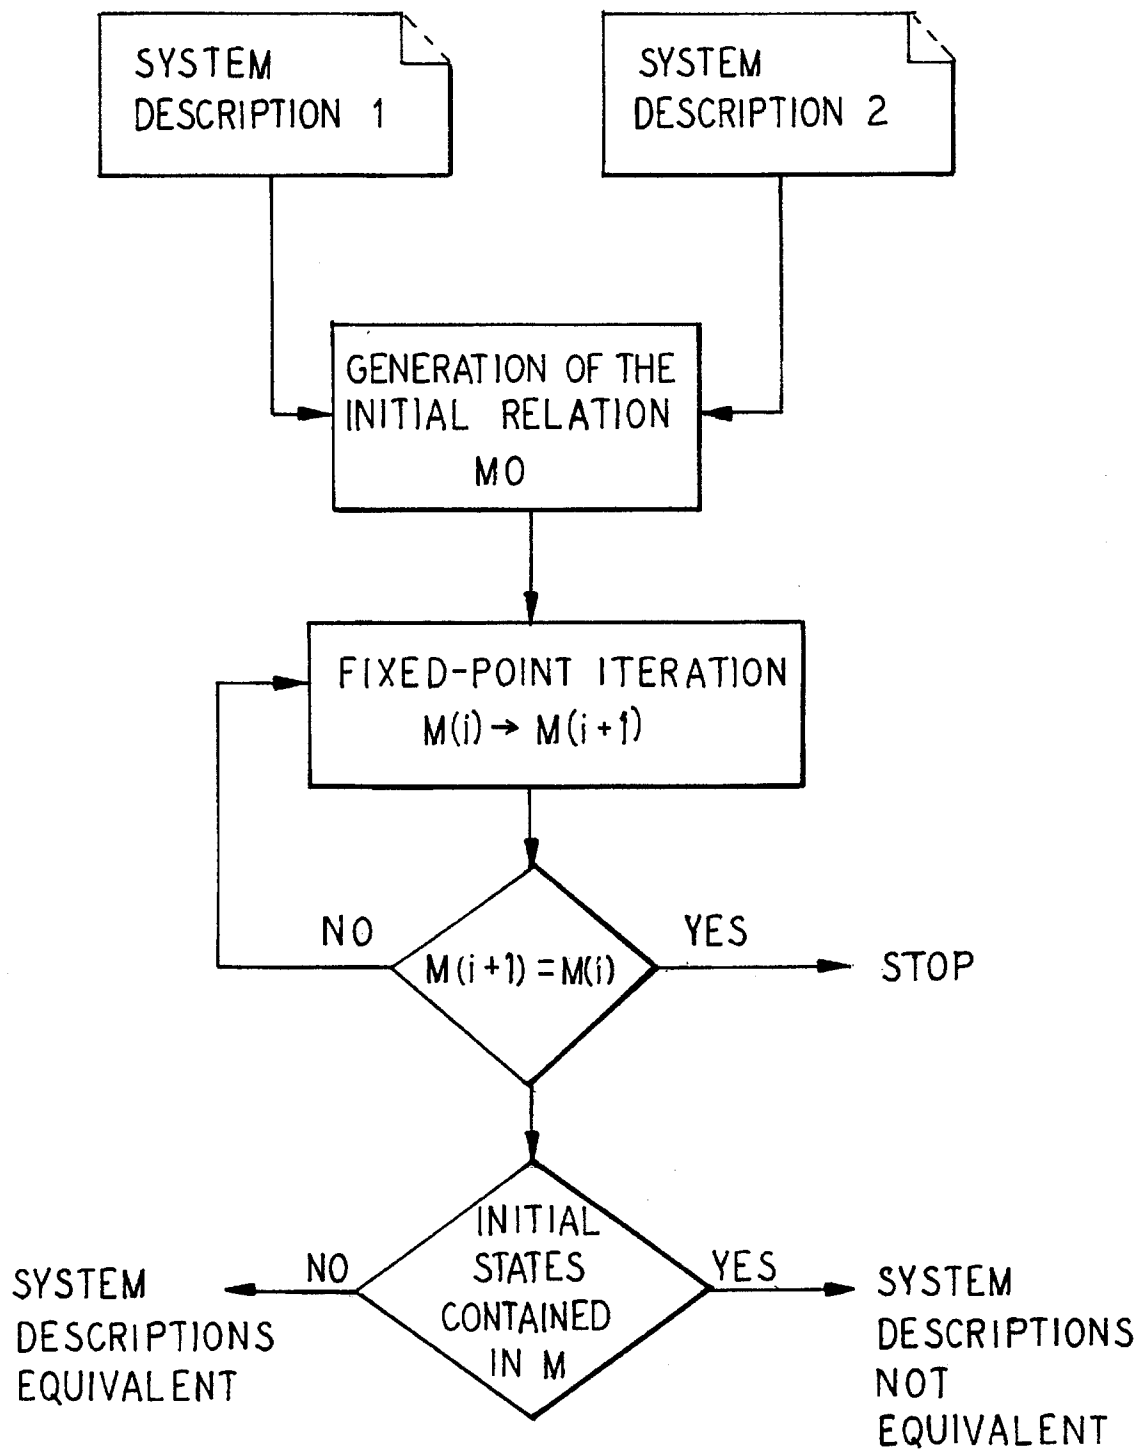 SYSTEM
DESCRIPTION 1
SYSTEM
DESCRIPTION 2
GENERATION OF THE
INITIAL RELATION
MO
FIXED-POINT ITERATION
M(i) → M(i+1)
NO
M(i+1) = M(i)
YES
STOP
INITIAL
STATES
CONTAINED
IN M
NO
SYSTEM
DESCRIPTIONS
EQUIVALENT
YES
SYSTEM
DESCRIPTIONS
NOT
EQUIVALENT